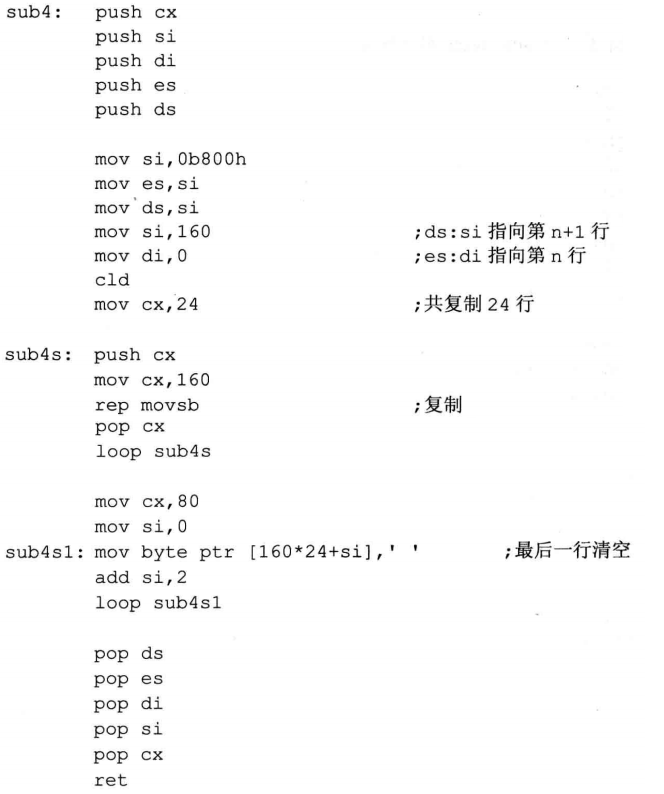 sub4: push cx
push si
push di
push es
push ds
mov si,0b800h
mov es,si
mov ds,si
mov si,160 ;ds:si 指向第 n+1 行
mov di,0 ;es:di 指向第 n 行
cld
mov cx,24 ;共复制 24 行
sub4s: push cx
mov cx,160
rep movsb ;复制
pop cx
loop sub4s
mov cx,80
mov si,0
sub4s1: mov byte ptr [160*24+si],' ' ;最后一行清空
add si,2
loop sub4s1
pop ds
pop es
pop di
pop si
pop cx
ret